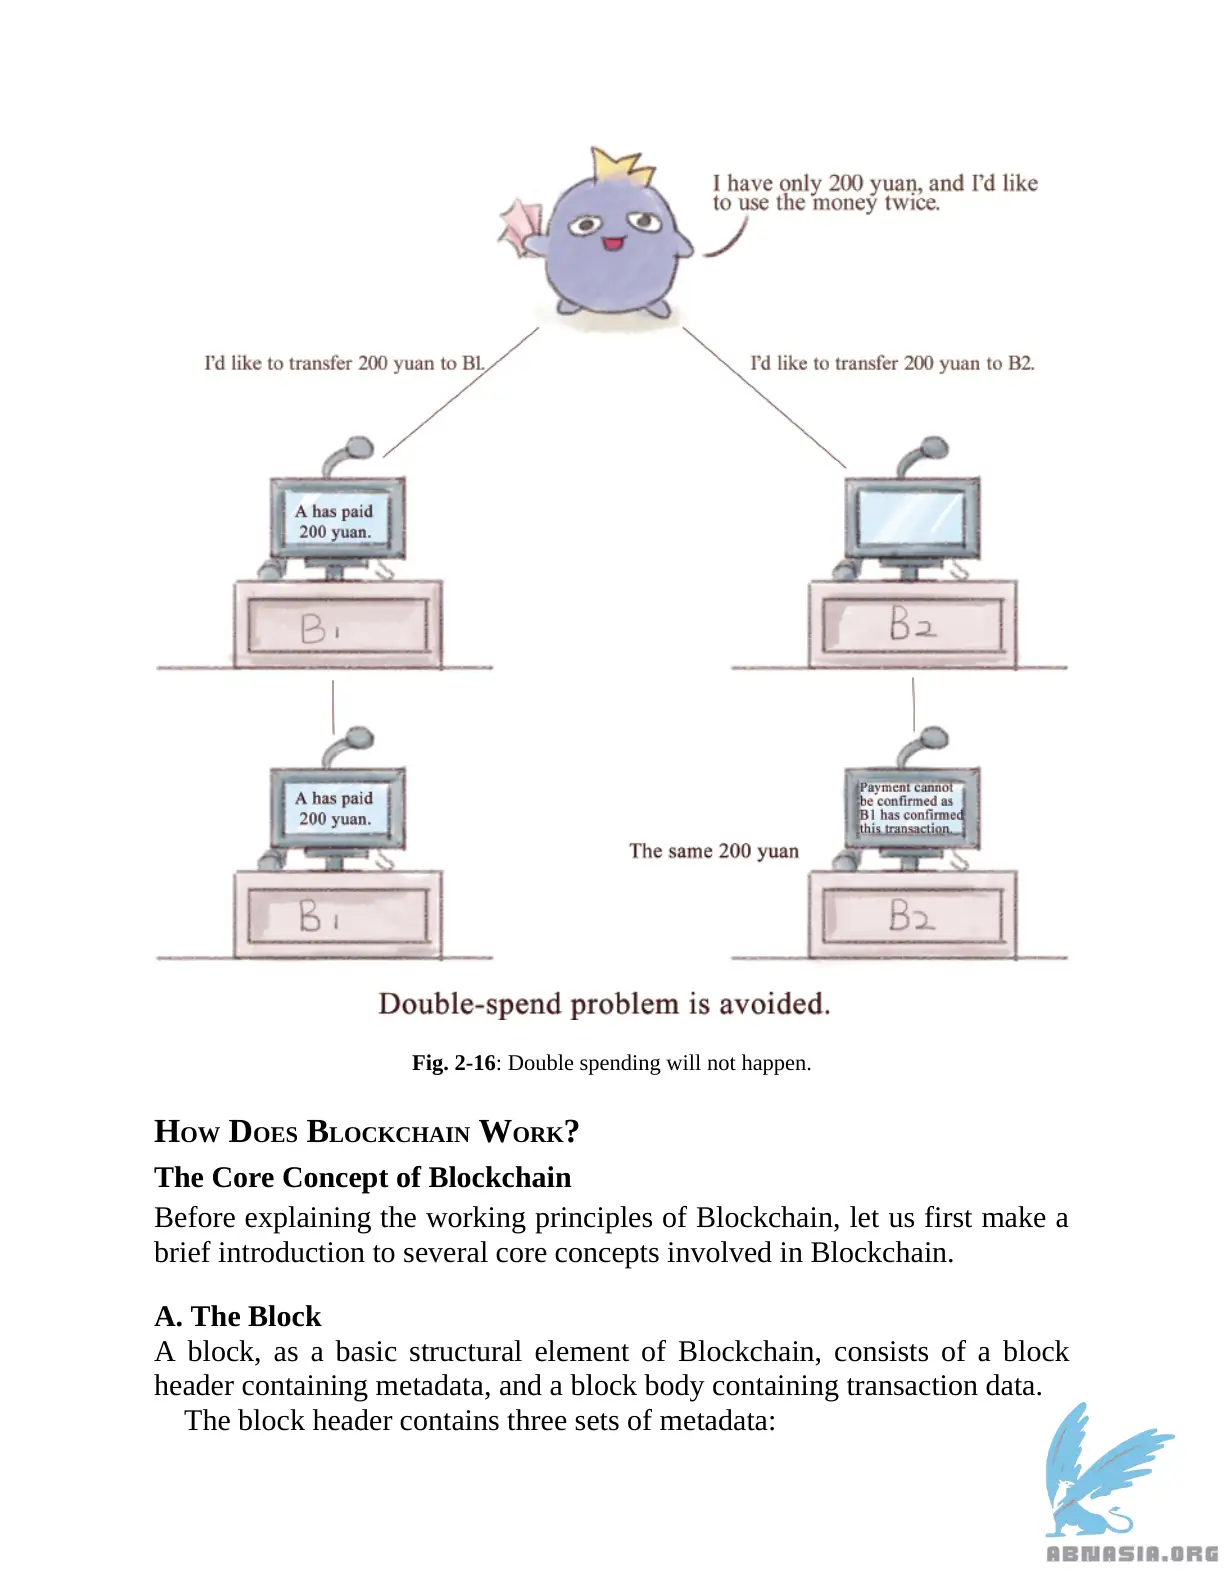 I have only 200 yuan, and I'd like
to use the money twice.
I'd like to transfer 200 yuan to B1.
I'd like to transfer 200 yuan to B2.
A has paid
200 yuan.
B1
B2
A has paid
200 yuan.
Payment cannot
be confirmed as
B1 has confirmed
this transaction.
The same 200 yuan
B1
B2
Double-spend problem is avoided.
Fig. 2-16: Double spending will not happen.
HOW DOES BLOCKCHAIN WORK?
The Core Concept of Blockchain
Before explaining the working principles of Blockchain, let us first make a
brief introduction to several core concepts involved in Blockchain.
A. The Block
A block, as a basic structural element of Blockchain, consists of a block
header containing metadata, and a block body containing transaction data.
The block header contains three sets of metadata:
ABNASIA.ORG